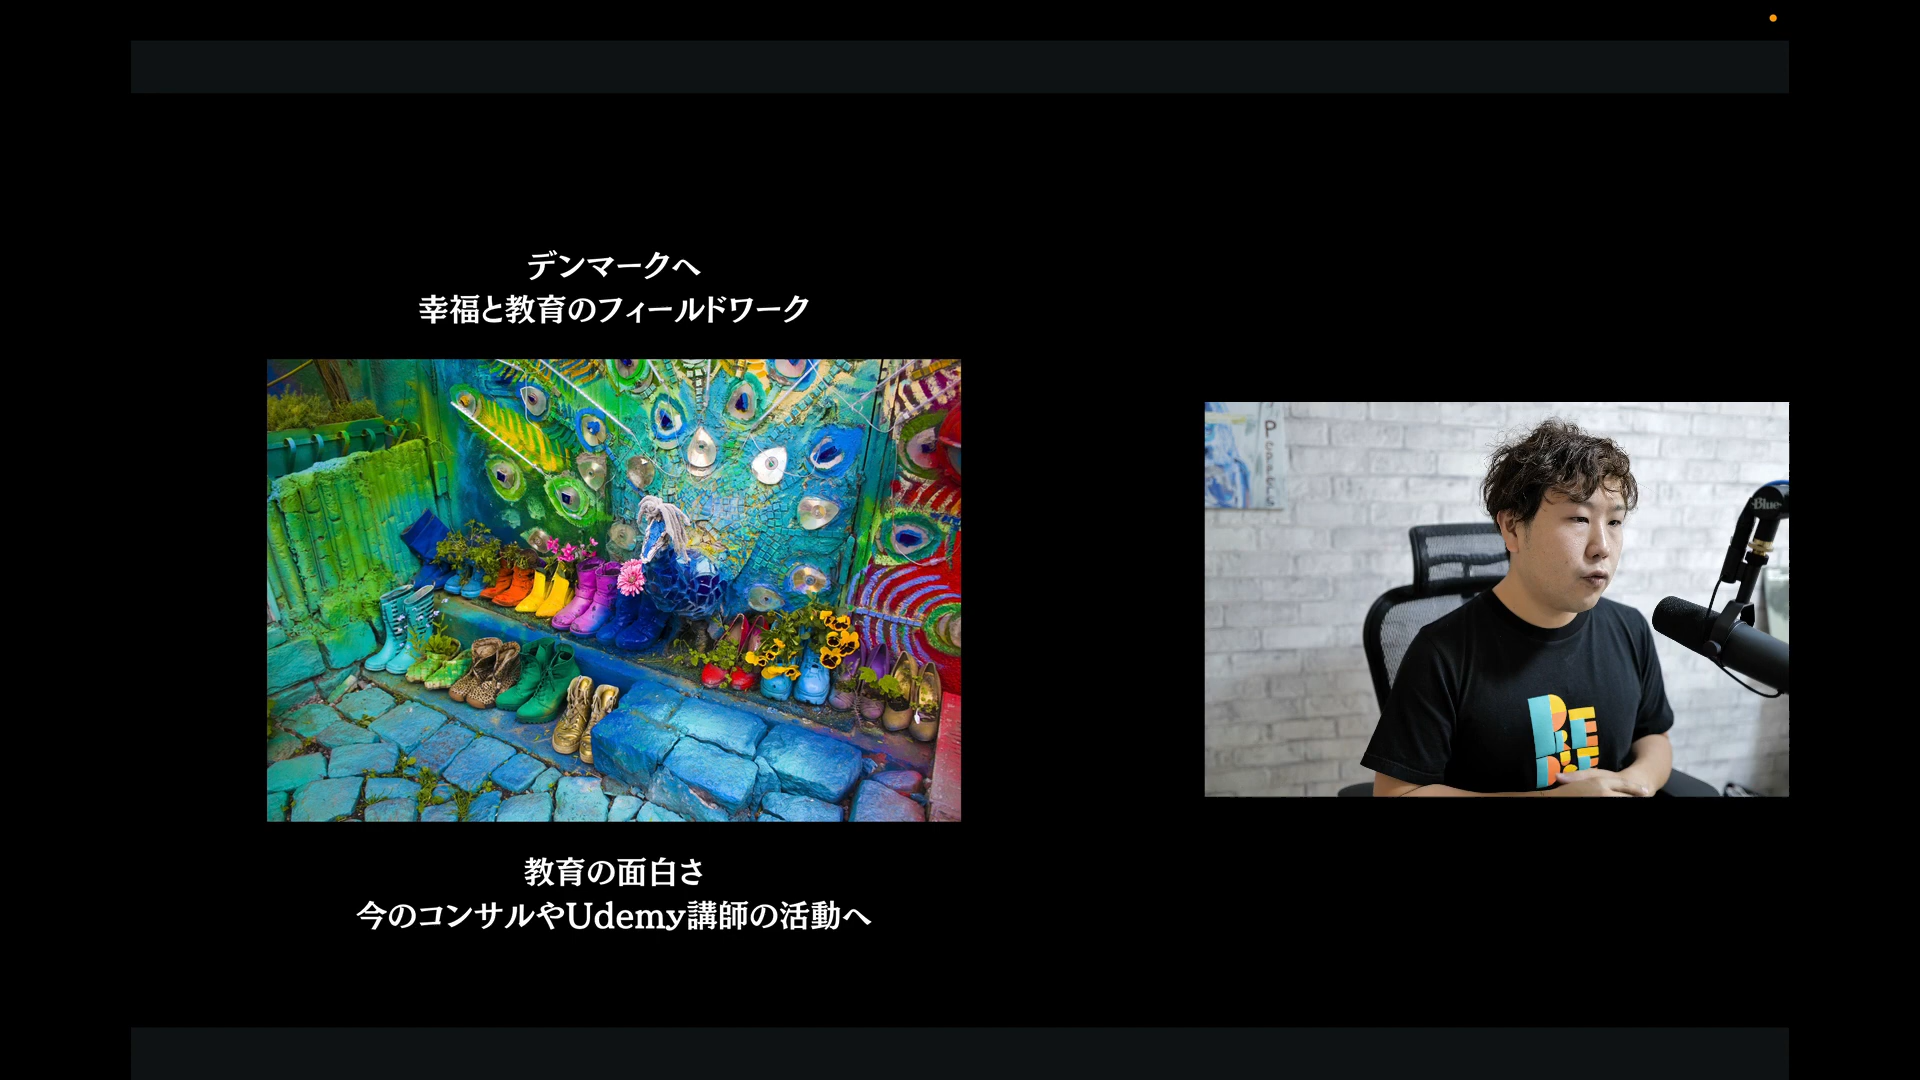 デンマークへ
幸福と教育のフィールドワーク
教育の面白さ
今のコンサルやUdemy講師の活動へ
Blue